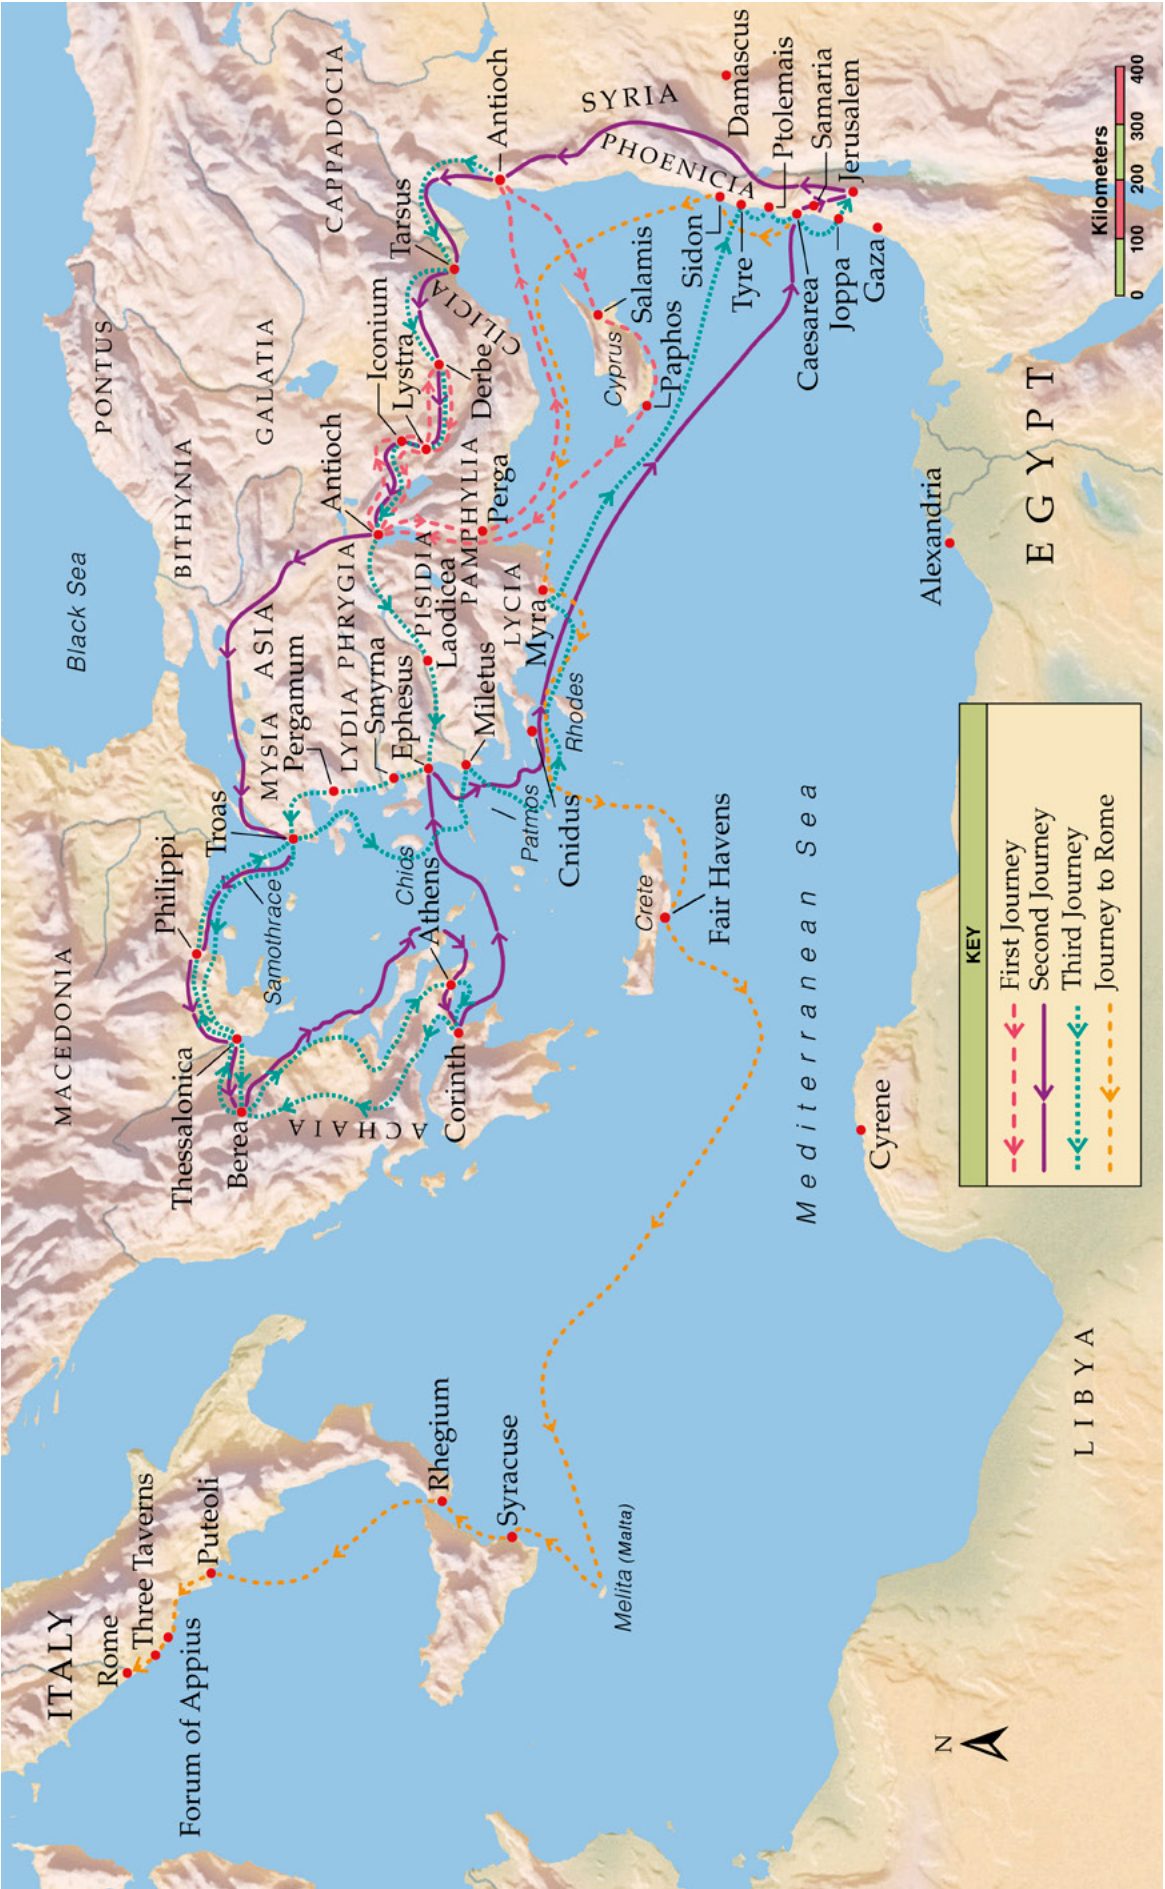 ITALY
Rome
Three Taverns
Forum of Appius
Puteoli
Rhegium
Syracuse
Melita (Malta)
MACEDONIA
Thessalonica
Berea
Philippi
Samothrace
Troas
ACHAIA
Corinth
Athens
Chios
Black Sea
BITHYNIA
PONTUS
GALATIA
CAPPADOCIA
MYSIA
ASIA
Pergamum
LYDIA
PHRYGIA
Smyrna
Ephesus
PISIDIA
Laodicea
Miletus
Patmos
Cnidus
Rhodes
LYCIA
Myra
PAMPHYLIA
Perga
Antioch
Iconium
Lystra
Derbe
CILICIA
Tarsus
Antioch
SYRIA
PHOENICIA
Damascus
Cyprus
Salamis
Paphos
Sidon
Tyre
Ptolemais
Caesarea
Samaria
Joppa
Jerusalem
Gaza
Crete
Fair Havens
Mediterranean Sea
Cyrene
LIBYA
Alexandria
EGYPT
N
KEY
First Journey
Second Journey
Third Journey
Journey to Rome
Kilometers
0 100 200 300 400